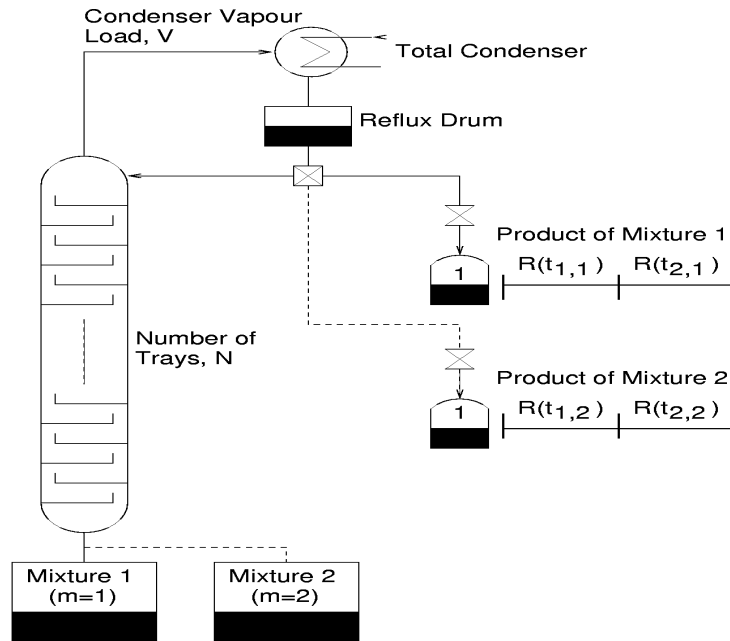 Condenser Vapour
Load, V
Total Condenser
Reflux Drum
Product of Mixture 1
1
R(t1,1)
R(t2,1)
Number of
Trays, N
Product of Mixture 2
1
R(t1,2)
R(t2,2)
Mixture 1
(m=1)
Mixture 2
(m=2)